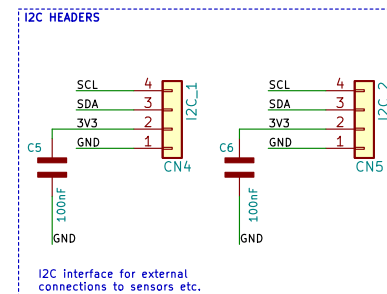 I2C HEADERS
SCL 4
SDA 3
3V3 2
GND 1
I2C_1
CN4
C5
100nF
GND
SCL 4
SDA 3
3V3 2
GND 1
I2C_2
CN5
C6
100nF
GND
I2C interface for external
connections to sensors etc.